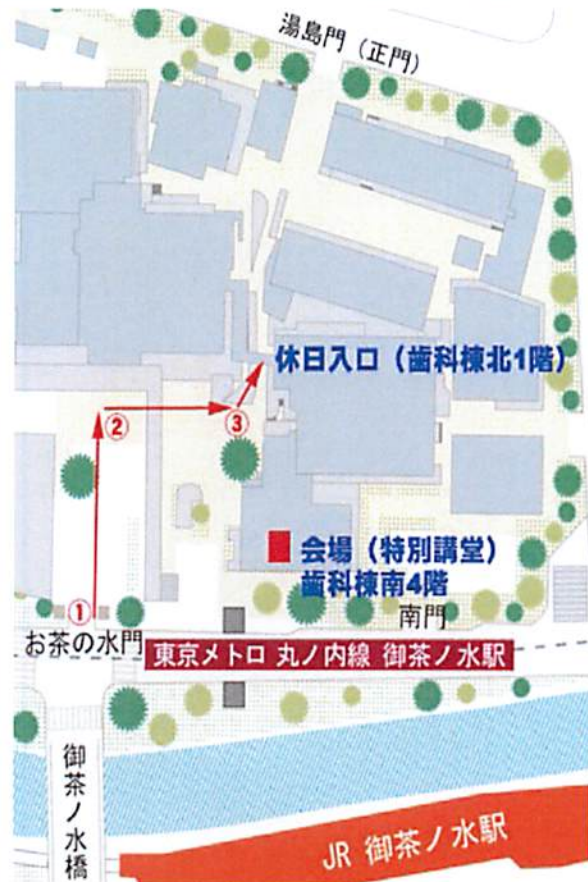 湯島門（正門）
休日入口（歯科棟北1階）
②
③
会場（特別講堂）
歯科棟南4階
①
南門
お茶の水門
東京メトロ 丸ノ内線 御茶ノ水駅
御茶ノ水橋
JR 御茶ノ水駅